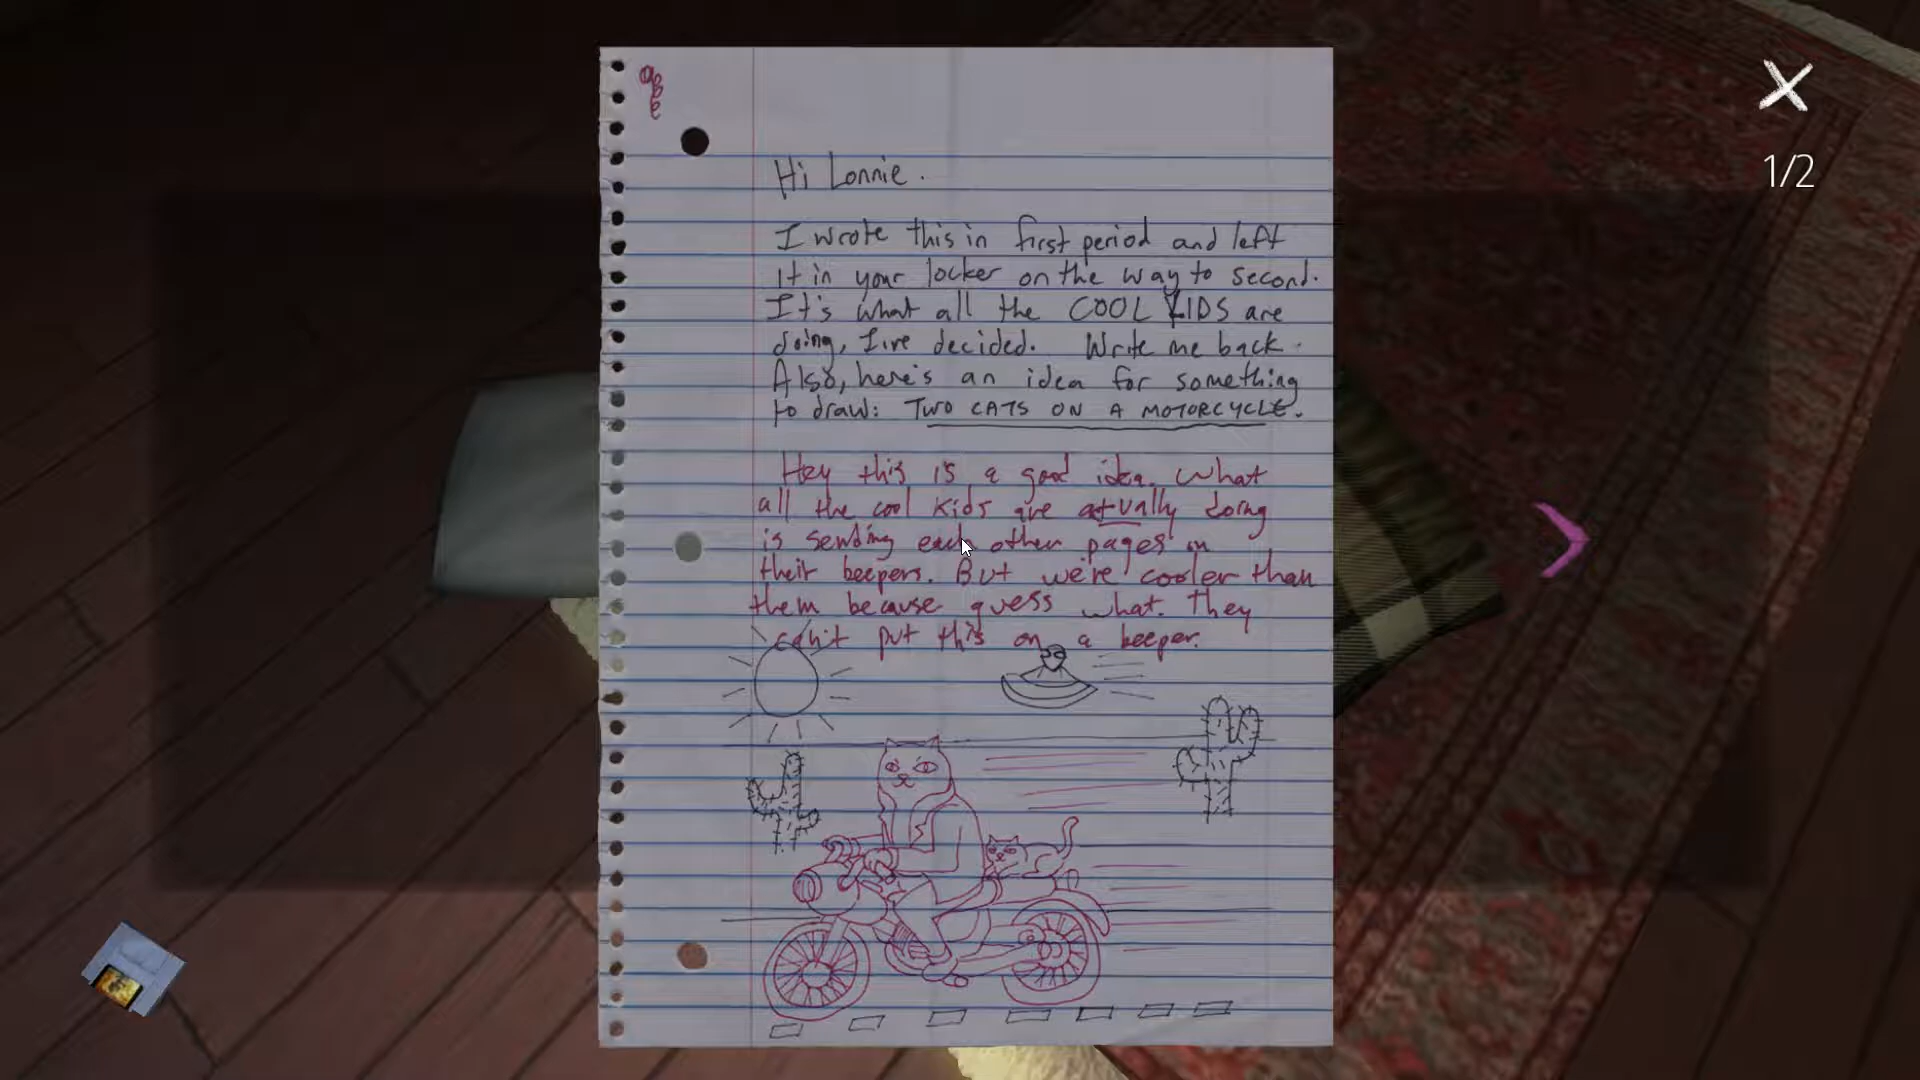 1/2
Hi Lonnie.
I wrote this in first period and left
it in your locker on the way to second.
It's what all the COOL KIDS are
doing, I've decided. Write me back.
Also, here's an idea for something
to draw: TWO CATS ON A MOTORCYCLE.
Hey this is a good idea. What
all the cool kids are atually doing
is sending each other pages on
their beepers. But we're cooler than
them because guess what. They
can't put this on a beeper.